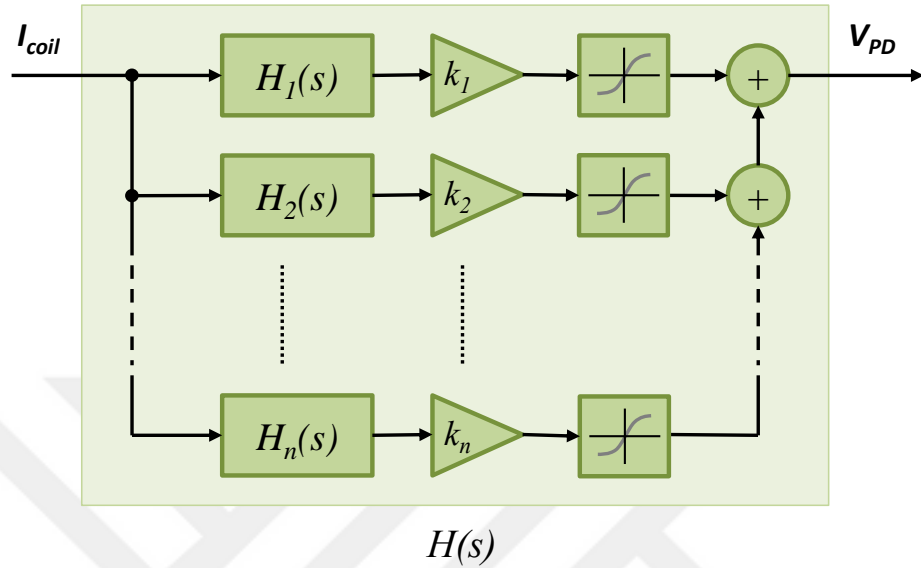 I_coil
V_PD
H_1(s)
k_1
+
H_2(s)
k_2
+
H_n(s)
k_n
H(s)